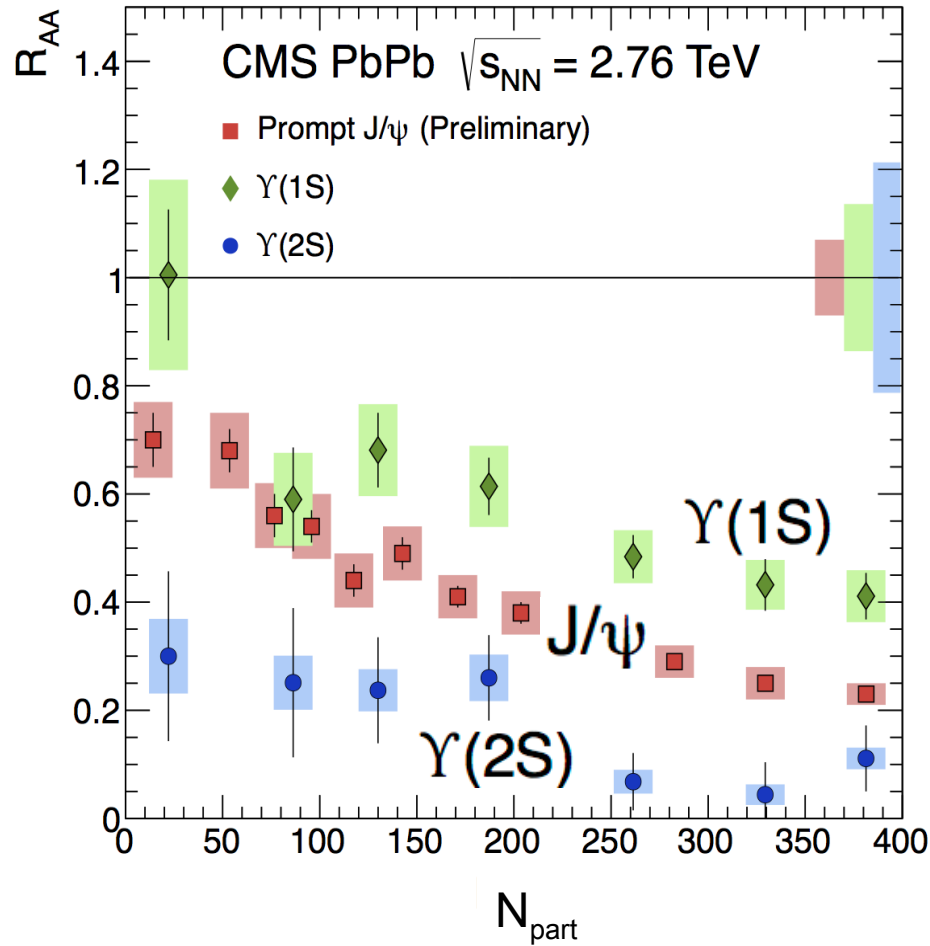 R_AA
CMS PbPb √s_NN = 2.76 TeV
Prompt J/ψ (Preliminary)
ϒ(1S)
ϒ(2S)
1.4
1.2
1
0.8
0.6
0.4
0.2
0
ϒ(1S)
J/ψ
ϒ(2S)
0 50 100 150 200 250 300 350 400
N_part